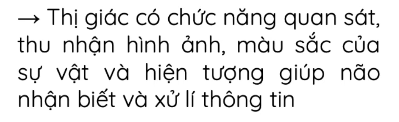 → Thị giác có chức năng quan sát,
thu nhận hình ảnh, màu sắc của
sự vật và hiện tượng giúp não
nhận biết và xử lí thông tin